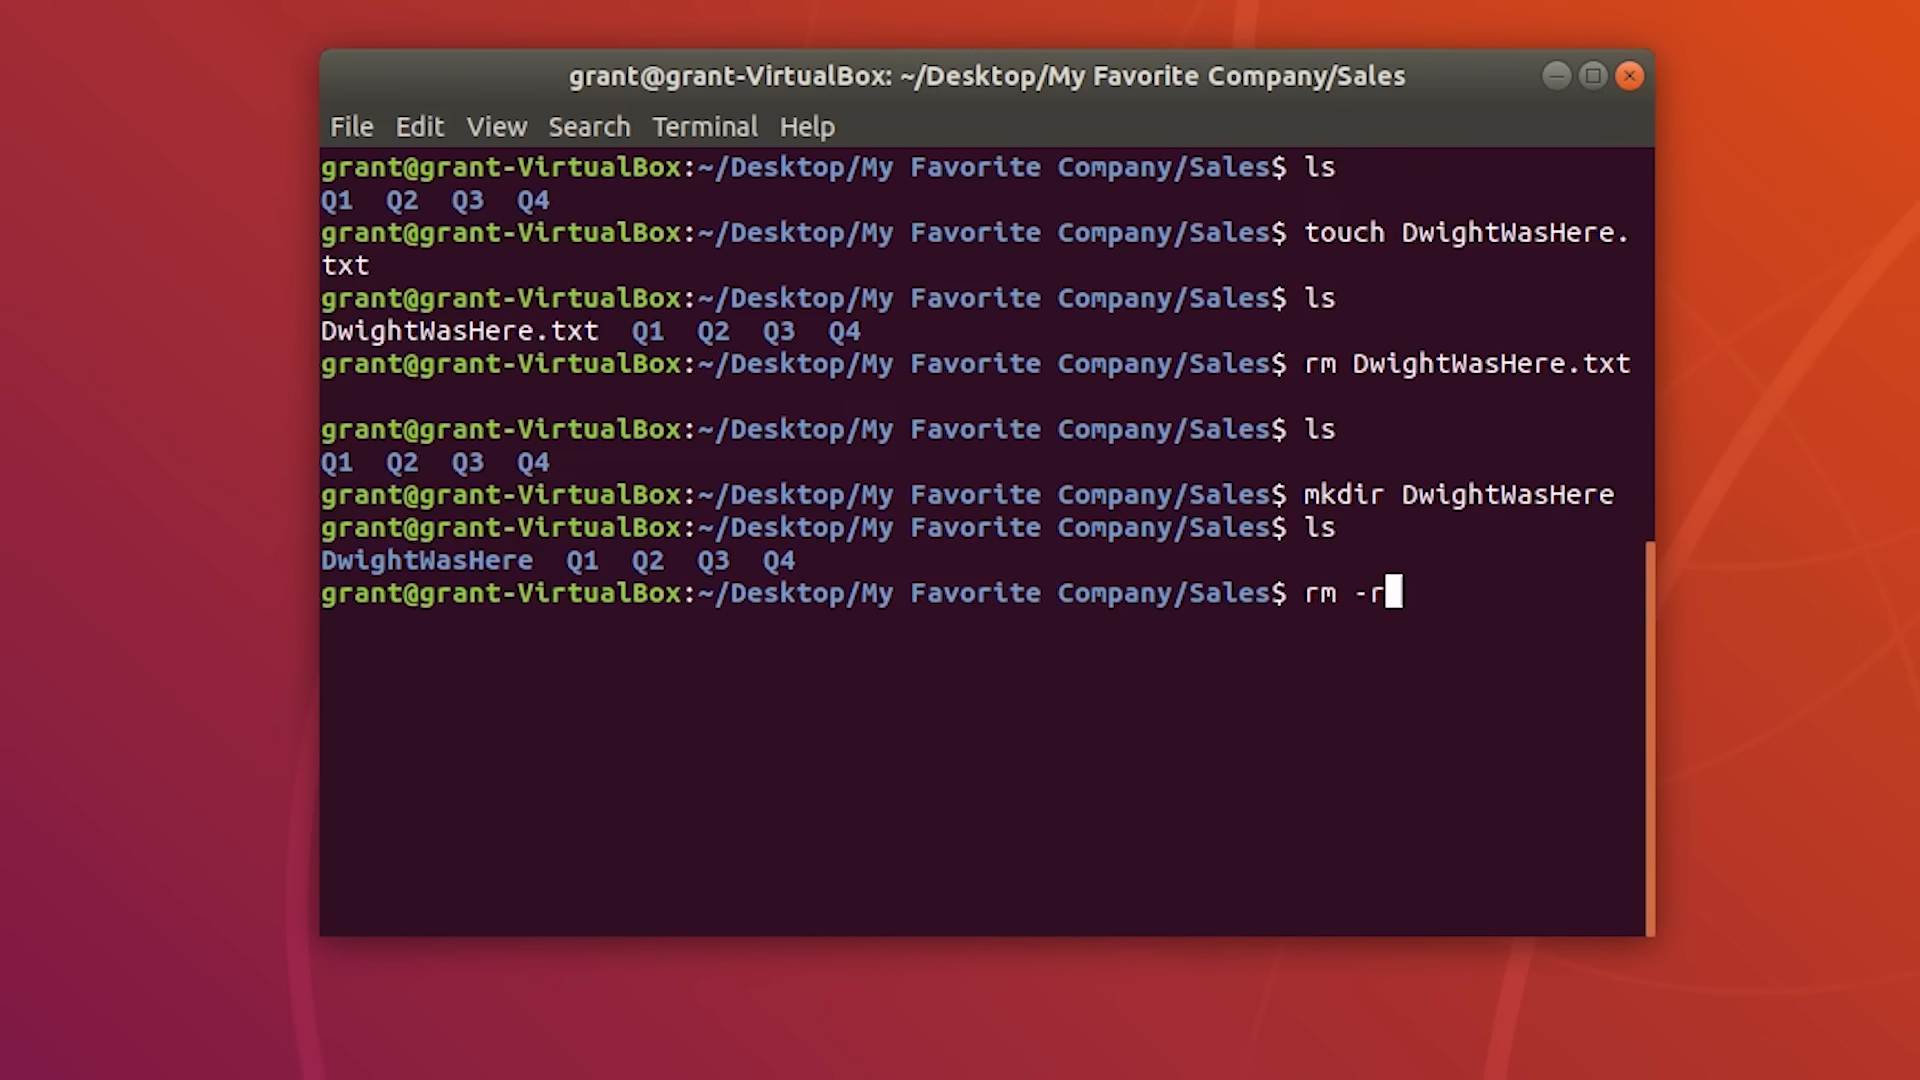 grant@grant-VirtualBox: ~/Desktop/My Favorite Company/Sales
File Edit View Search Terminal Help
grant@grant-VirtualBox:~/Desktop/My Favorite Company/Sales$ ls
Q1 Q2 Q3 Q4
grant@grant-VirtualBox:~/Desktop/My Favorite Company/Sales$ touch DwightWasHere.
txt
grant@grant-VirtualBox:~/Desktop/My Favorite Company/Sales$ ls
DwightWasHere.txt Q1 Q2 Q3 Q4
grant@grant-VirtualBox:~/Desktop/My Favorite Company/Sales$ rm DwightWasHere.txt
grant@grant-VirtualBox:~/Desktop/My Favorite Company/Sales$ ls
Q1 Q2 Q3 Q4
grant@grant-VirtualBox:~/Desktop/My Favorite Company/Sales$ mkdir DwightWasHere
grant@grant-VirtualBox:~/Desktop/My Favorite Company/Sales$ ls
DwightWasHere Q1 Q2 Q3 Q4
grant@grant-VirtualBox:~/Desktop/My Favorite Company/Sales$ rm -r